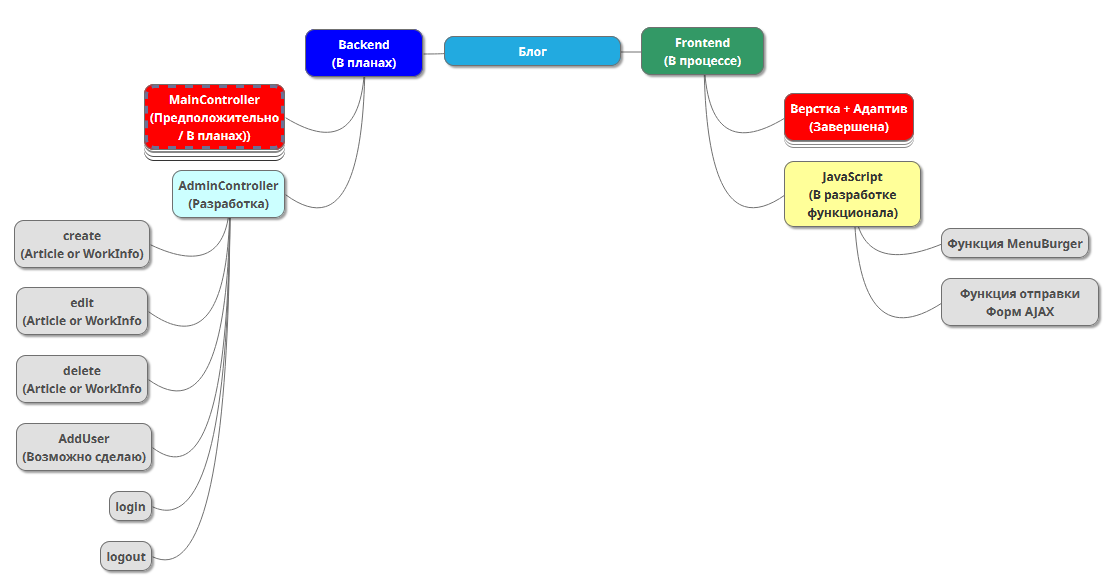 Блог
Backend
(В планах)
MainController
(Предположительно
/ В планах))
AdminController
(Разработка)
create
(Article or WorkInfo)
edit
(Article or WorkInfo
delete
(Article or WorkInfo
AddUser
(Возможно сделаю)
login
logout
Frontend
(В процессе)
Верстка + Адаптив
(Завершена)
JavaScript
(В разработке
функционала)
Функция MenuBurger
Функция отправки
Форм AJAX